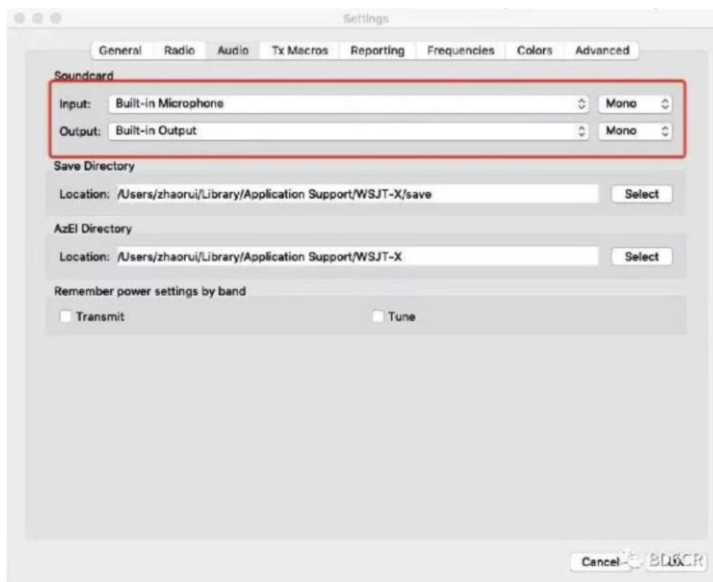 Settings
General Radio Audio Tx Macros Reporting Frequencies Colors Advanced
Soundcard
Input: Built-in Microphone Mono
Output: Built-in Output Mono
Save Directory
Location: /Users/zhaorui/Library/Application Support/WSJT-X/save Select
AzEl Directory
Location: /Users/zhaorui/Library/Application Support/WSJT-X Select
Remember power settings by band
Transmit Tune
Cancel